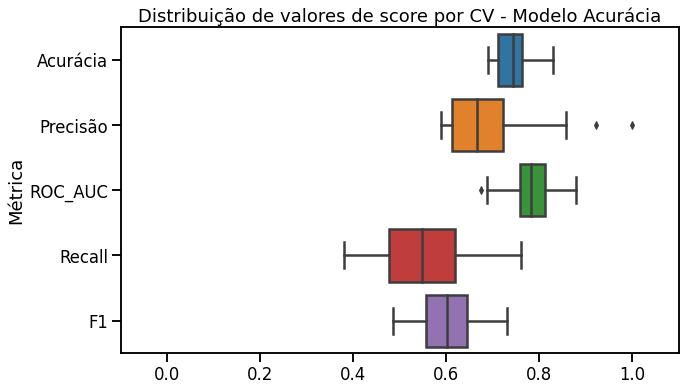 Distribuição de valores de score por CV - Modelo Acurácia
Métrica
Acurácia
Precisão
ROC_AUC
Recall
F1
0.0 0.2 0.4 0.6 0.8 1.0